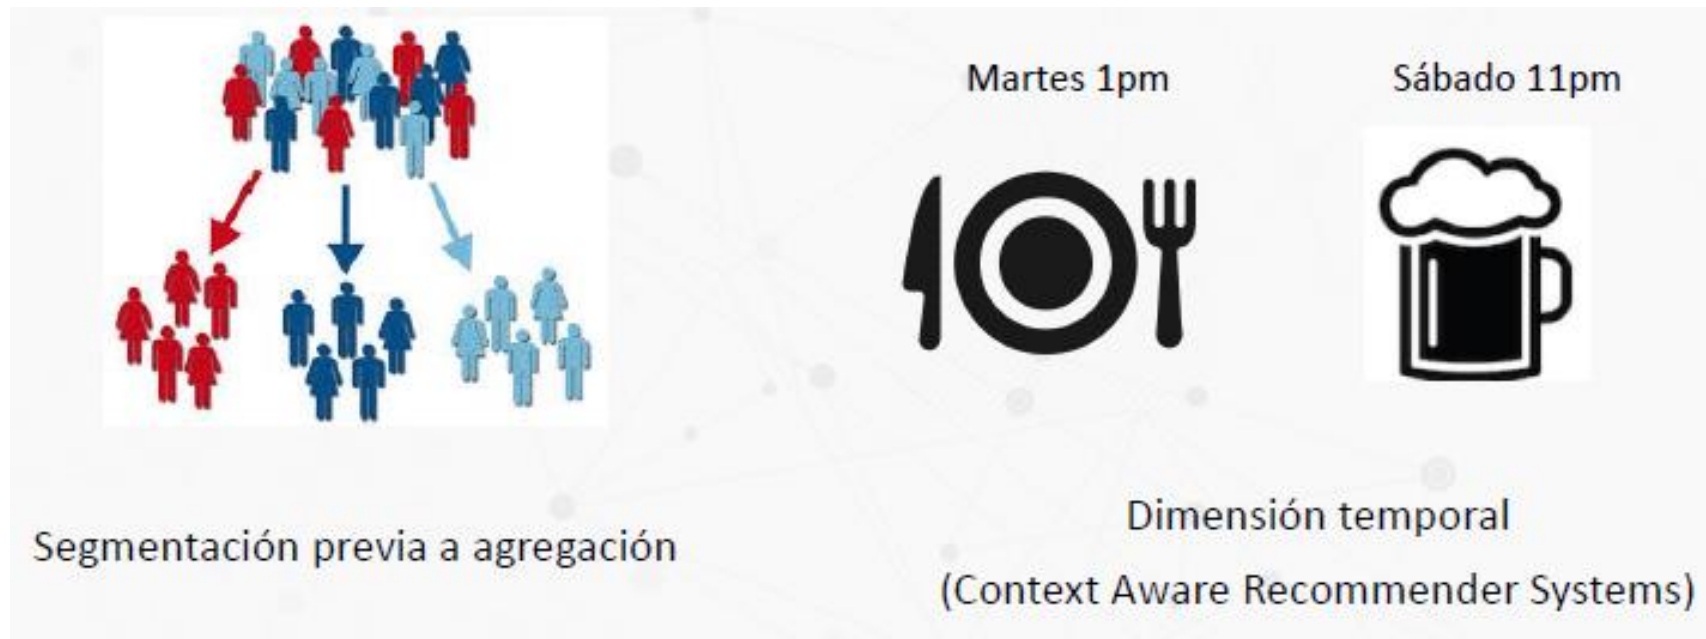 Martes 1pm
Sábado 11pm
Segmentación previa a agregación
Dimensión temporal
(Context Aware Recommender Systems)